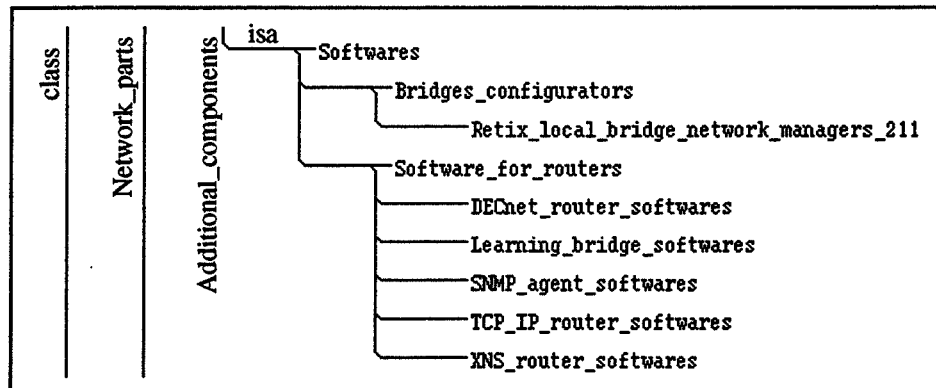 class
Network_parts
Additional_components
isa
Softwares
Bridges_configurators
Retix_local_bridge_network_managers_211
Software_for_routers
DECnet_router_softwares
Learning_bridge_softwares
SNMP_agent_softwares
TCP_IP_router_softwares
XNS_router_softwares